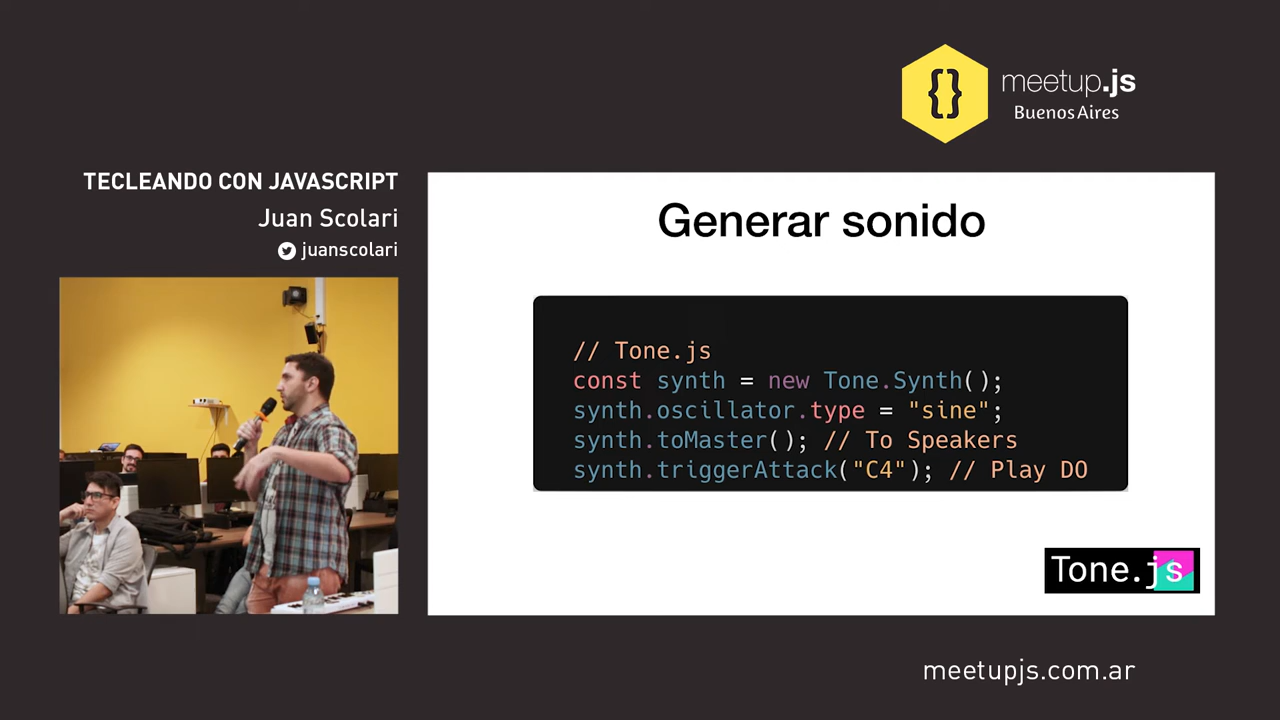 meetup.js
Buenos Aires
TECLEANDO CON JAVASCRIPT
Juan Scolari
juanscolari
Generar sonido
// Tone.js
const synth = new Tone.Synth();
synth.oscillator.type = "sine";
synth.toMaster(); // To Speakers
synth.triggerAttack("C4"); // Play DO
Tone.js
meetupjs.com.ar